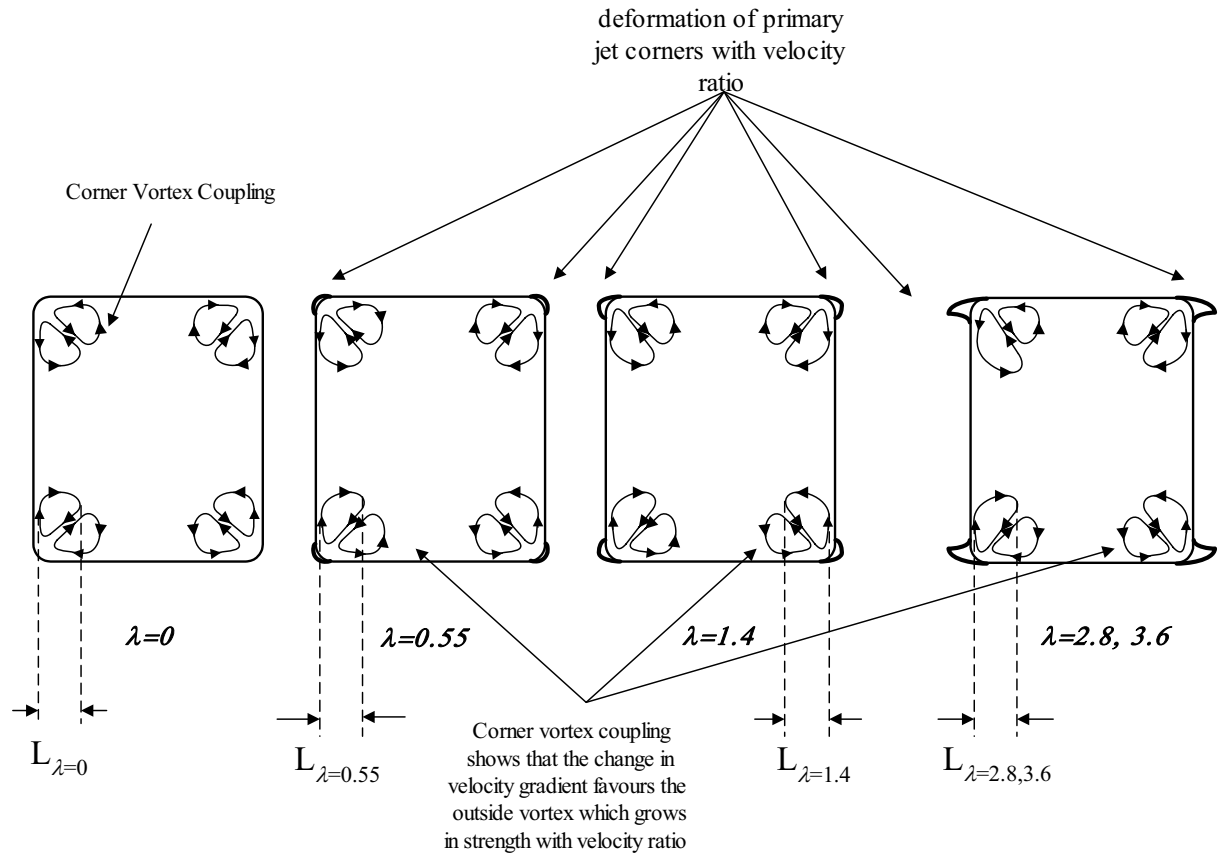 deformation of primary
jet corners with velocity
ratio
Corner Vortex Coupling
λ=0
λ=0.55
λ=1.4
λ=2.8, 3.6
Lλ=0
Lλ=0.55
Lλ=1.4
Lλ=2.8,3.6
Corner vortex coupling
shows that the change in
velocity gradient favours the
outside vortex which grows
in strength with velocity ratio